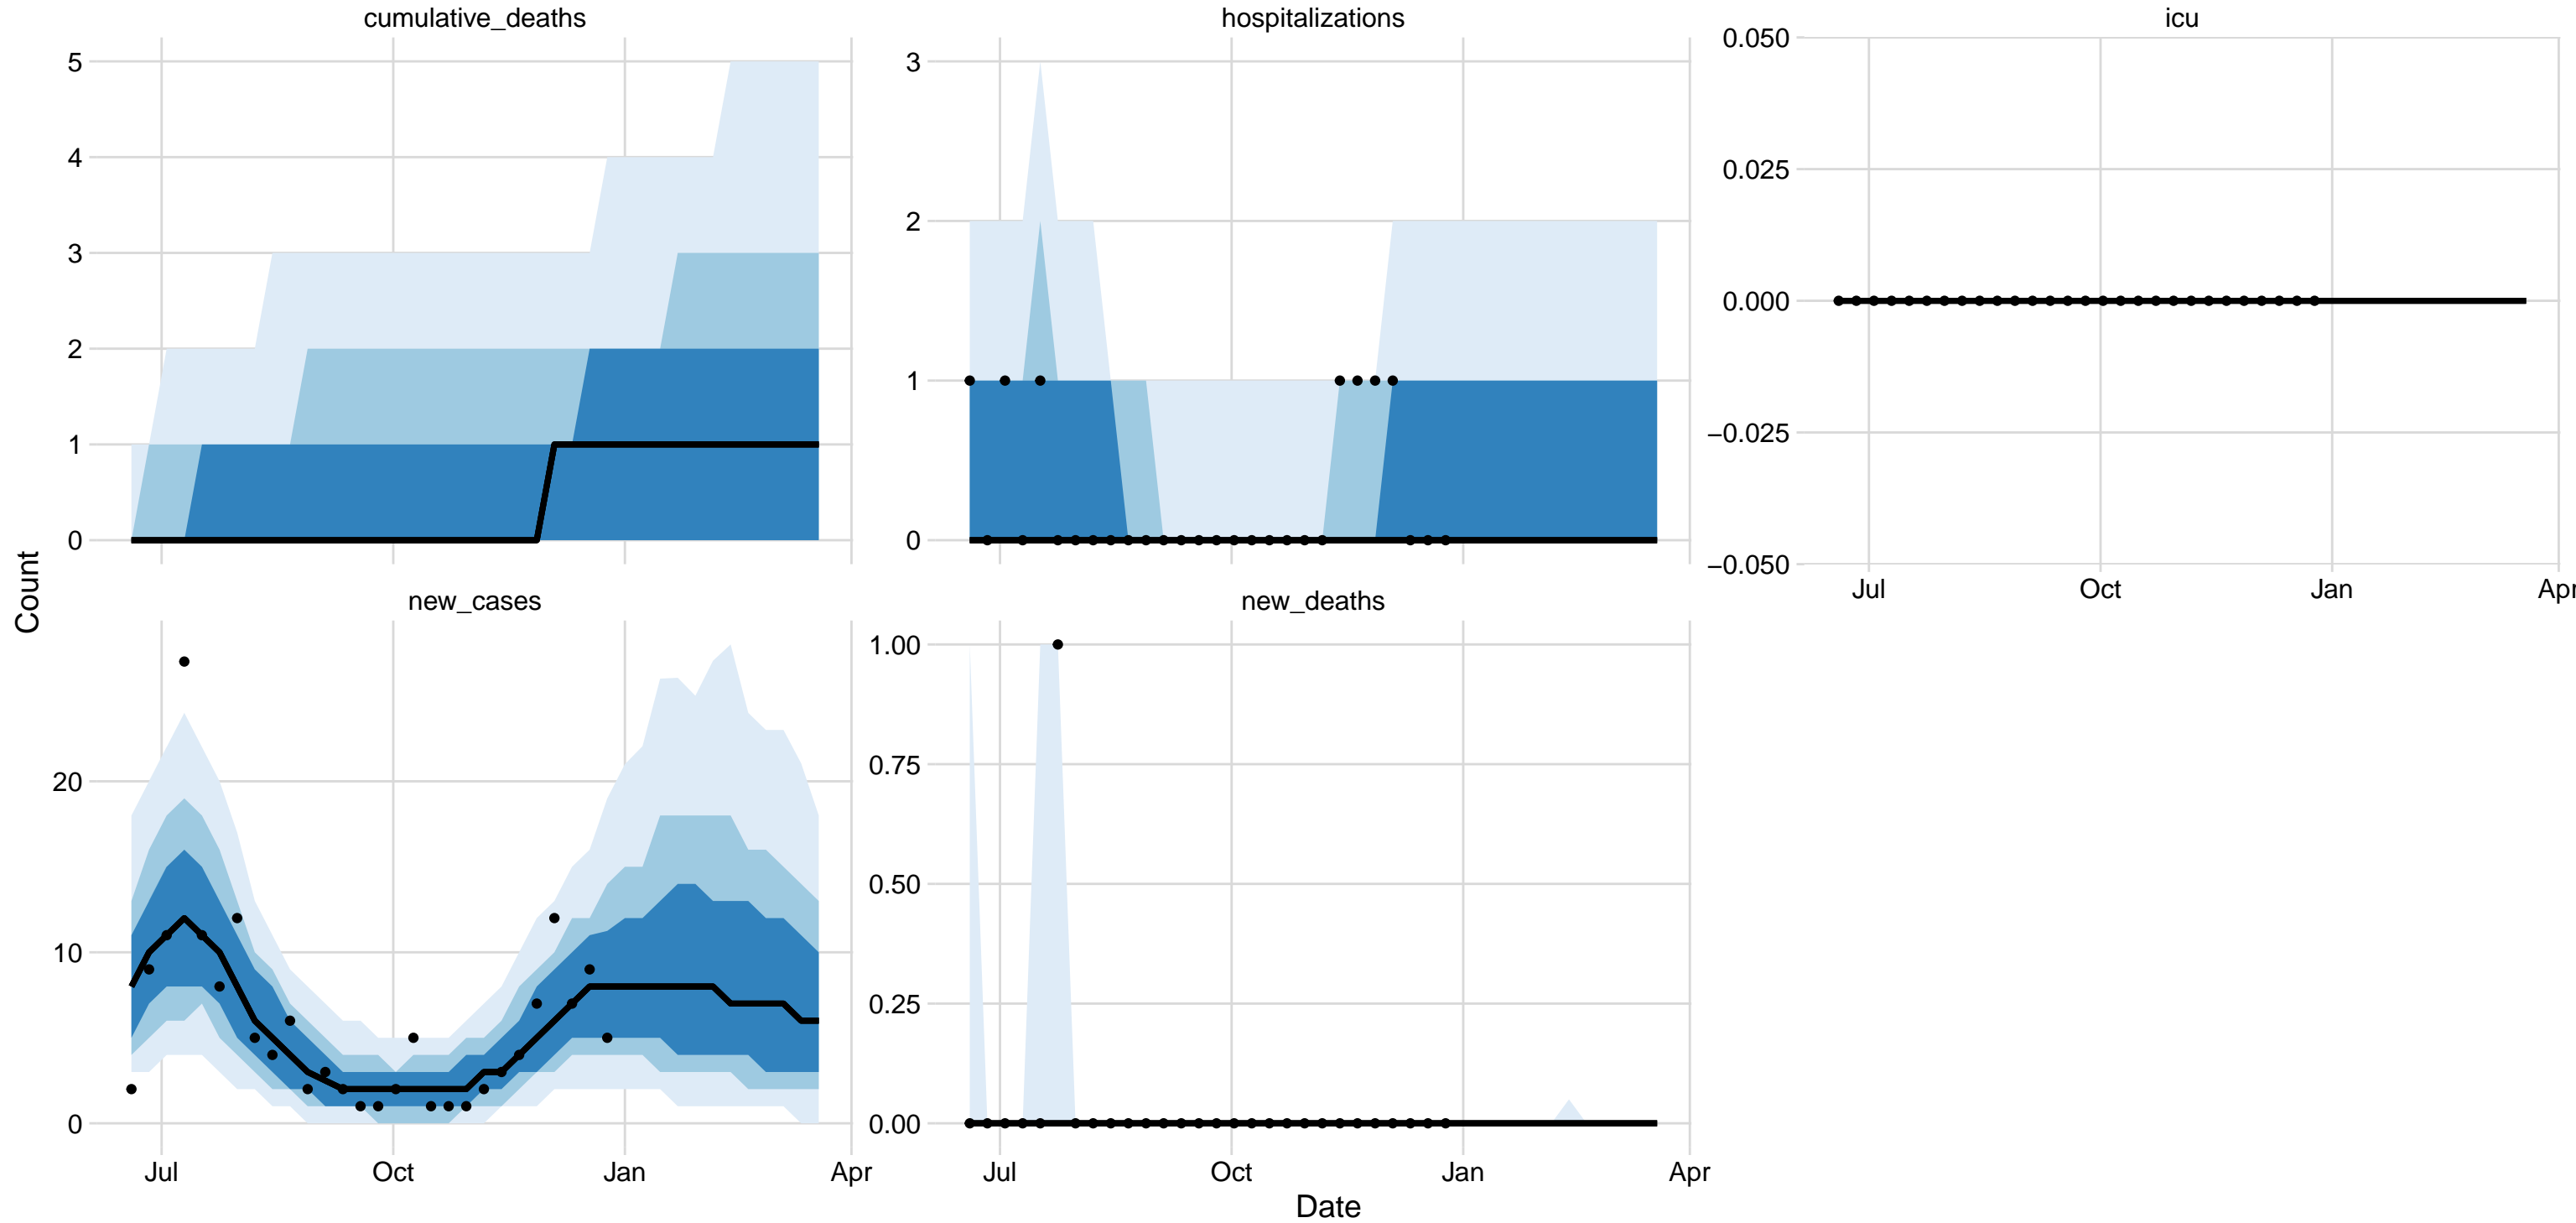 cumulative_deaths
5
4
3
2
1
0
hospitalizations
3
2
1
0
icu
0.050
0.025
0.000
−0.025
−0.050
Jul Oct Jan Apr
Count
new_cases
20
10
0
Jul Oct Jan Apr
new_deaths
1.00
0.75
0.50
0.25
0.00
Jul Oct Jan Apr
Date